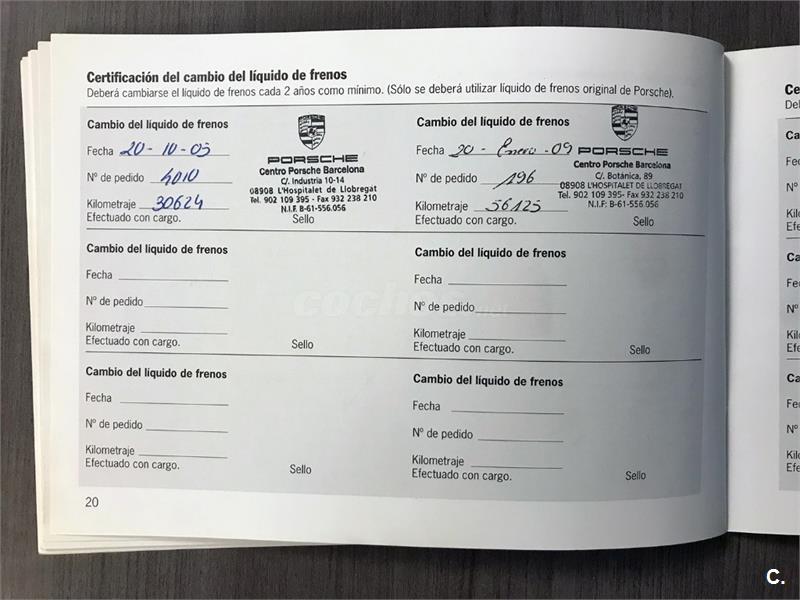 Certificación del cambio del líquido de frenos
Deberá cambiarse el líquido de frenos cada 2 años como mínimo. (Sólo se deberá utilizar líquido de frenos original de Porsche).
Cambio del líquido de frenos
Fecha 20-10-05
Nº de pedido 4010
Kilometraje 30624
Efectuado con cargo.
PORSCHE
Centro Porsche Barcelona
C/. Industria 10-14
08908 L'Hospitalet de Llobregat
Tel. 902 109 395 - Fax 932 238 210
N.I.F. B-61-556.056
Sello
Cambio del líquido de frenos
Fecha 20 - Enero - 09
Nº de pedido 196
Kilometraje 56125
Efectuado con cargo.
PORSCHE
Centro Porsche Barcelona
C/. Botánica, 89
08908 L'HOSPITALET DE LLOBREGAT
Tel. 902 109 395 - Fax 932 238 210
N.I.F: B-61-556.056
Sello
Cambio del líquido de frenos
Fecha
Nº de pedido
Kilometraje
Efectuado con cargo.
Sello
Cambio del líquido de frenos
Fecha
Nº de pedido
Kilometraje
Efectuado con cargo.
Sello
Cambio del líquido de frenos
Fecha
Nº de pedido
Kilometraje
Efectuado con cargo.
Sello
Cambio del líquido de frenos
Fecha
Nº de pedido
Kilometraje
Efectuado con cargo.
Sello
20
C.